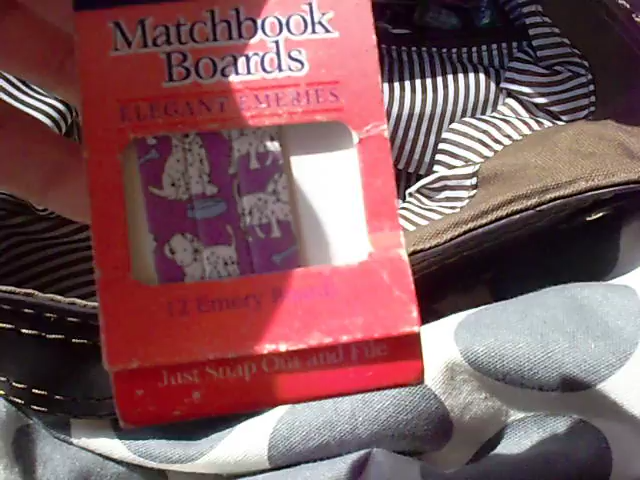 Matchbook
Boards
ELEGANT EMERIES
12 Emery Boards
Just Snap Out and File